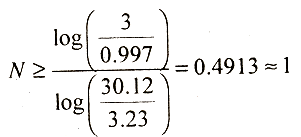 N ≥ log(3/0.997) / log(30.12/3.23) = 0.4913 ≈ 1